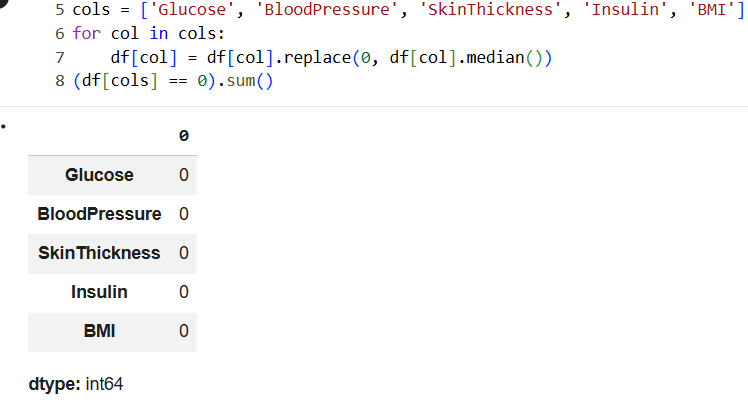 5 cols = ['Glucose', 'BloodPressure', 'SkinThickness', 'Insulin', 'BMI']
6 for col in cols:
7     df[col] = df[col].replace(0, df[col].median())
8 (df[cols] == 0).sum()
0
Glucose 0
BloodPressure 0
SkinThickness 0
Insulin 0
BMI 0
dtype: int64